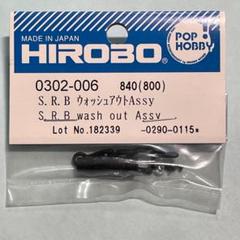 MADE IN JAPAN
HIROBO
POP!
HOBBY
0302-006 840(800)
S.R.B ウォッシュアウトAssy
S.R.B wash out Assy
Lot No.182339 -0290-0115*